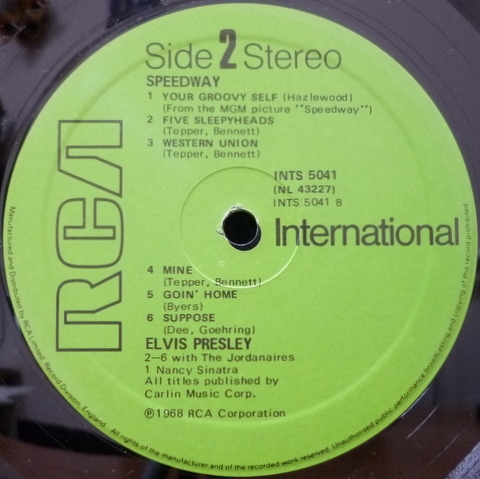 Side 2 Stereo
SPEEDWAY
1 YOUR GROOVY SELF (Hazlewood)
(From the MGM picture "Speedway")
2 FIVE SLEEPYHEADS
(Tepper, Bennett)
3 WESTERN UNION
(Tepper, Bennett)
INTS 5041
(NL 43227)
INTS 5041 B
RCA
International
4 MINE
(Tepper, Bennett)
5 GOIN' HOME
(Byers)
6 SUPPOSE
(Dee, Goehring)
ELVIS PRESLEY
2–6 with The Jordanaires
1 Nancy Sinatra
All titles published by
Carlin Music Corp.
℗1968 RCA Corporation
Manufactured and Distributed by RCA Limited, Record Division, England. All rights of the manufacturer and of the recorded work reserved. Unauthorised public performance, broadcasting and copying of this record prohibited.